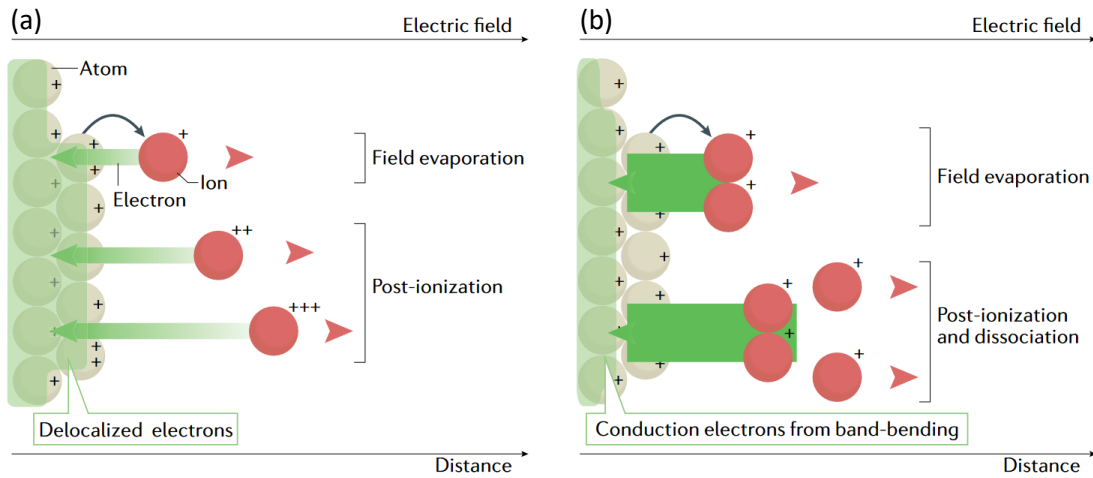 (a)
Electric field
Atom
+
+
+
+
+
Field evaporation
Ion
Electron
+
+
++
+
Post-ionization
+
+++
+
+
+
+
+
Delocalized electrons
Distance
(b)
Electric field
+
+
+
+
+
+
Field evaporation
+
+
+
+
+
+
+
Post-ionization
and dissociation
+
+
+
+
+
Conduction electrons from band-bending
Distance